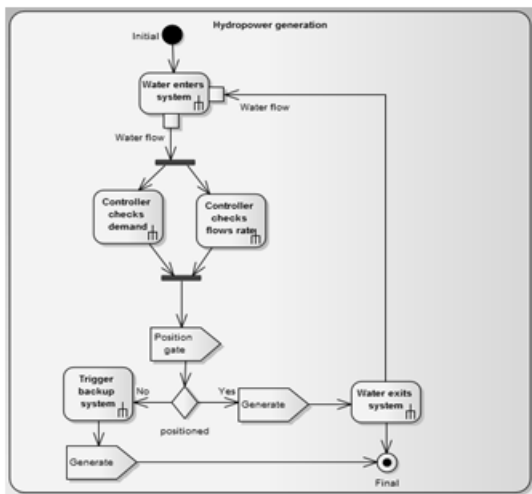 Hydropower generation
Initial
Water enters
system
Water flow
Water flow
Controller
checks
demand
Controller
checks
flows rate
Position
gate
Trigger
backup
system
No
Yes
positioned
Generate
Water exits
system
Generate
Final